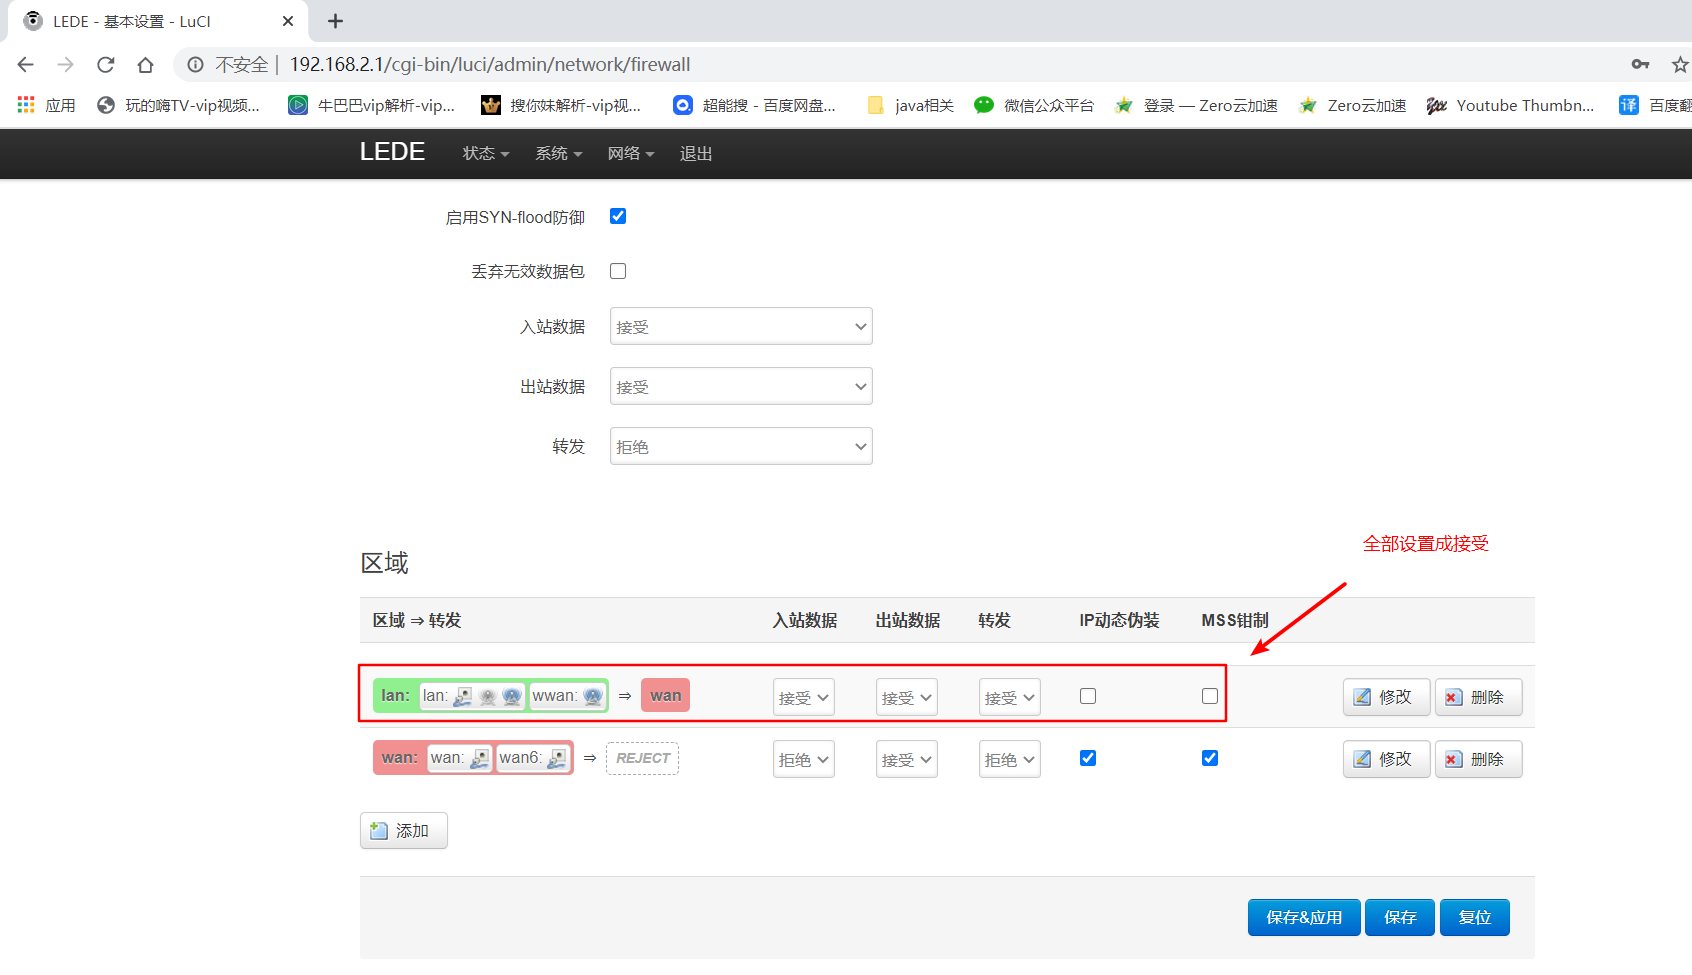 LEDE - 基本设置 - LuCI
不安全 | 192.168.2.1/cgi-bin/luci/admin/network/firewall
应用 玩的嗨TV-vip视频... 牛巴巴vip解析-vip... 搜你妹解析-vip视... 超能搜 - 百度网盘... java相关 微信公众平台 登录 — Zero云加速 Zero云加速 Youtube Thumbn... 译 百度翻
LEDE 状态 系统 网络 退出
启用SYN-flood防御
丢弃无效数据包
入站数据 接受
出站数据 接受
转发 拒绝
全部设置成接受
区域
区域 ⇒ 转发 入站数据 出站数据 转发 IP动态伪装 MSS钳制
lan: lan: wwan: ⇒ wan 接受 接受 接受 修改 删除
wan: wan: wan6: ⇒ REJECT 拒绝 接受 拒绝 修改 删除
添加
保存&应用 保存 复位